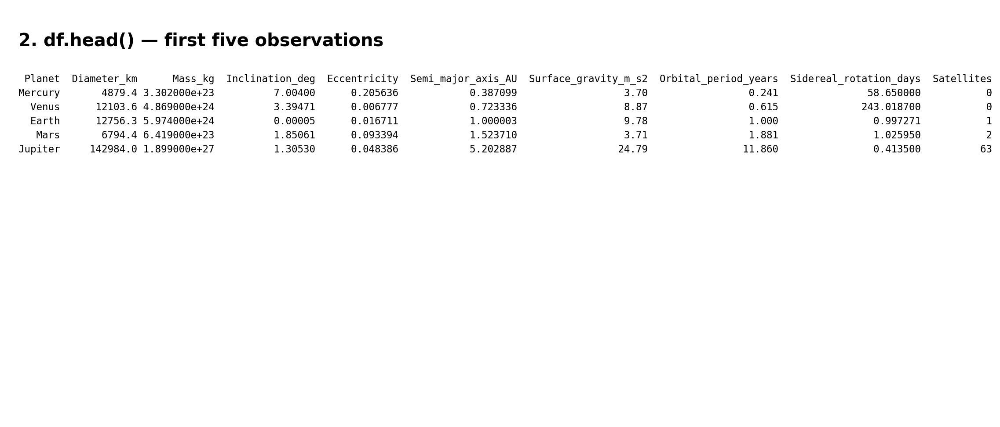 2. df.head() — first five observations
Planet Diameter_km Mass_kg Inclination_deg Eccentricity Semi_major_axis_AU Surface_gravity_m_s2 Orbital_period_years Sidereal_rotation_days Satellites
Mercury 4879.4 3.302000e+23 7.00400 0.205636 0.387099 3.70 0.241 58.650000 0
Venus 12103.6 4.869000e+24 3.39471 0.006777 0.723336 8.87 0.615 243.018700 0
Earth 12756.3 5.974000e+24 0.00005 0.016711 1.000003 9.78 1.000 0.997271 1
Mars 6794.4 6.419000e+23 1.85061 0.093394 1.523710 3.71 1.881 1.025950 2
Jupiter 142984.0 1.899000e+27 1.30530 0.048386 5.202887 24.79 11.860 0.413500 63